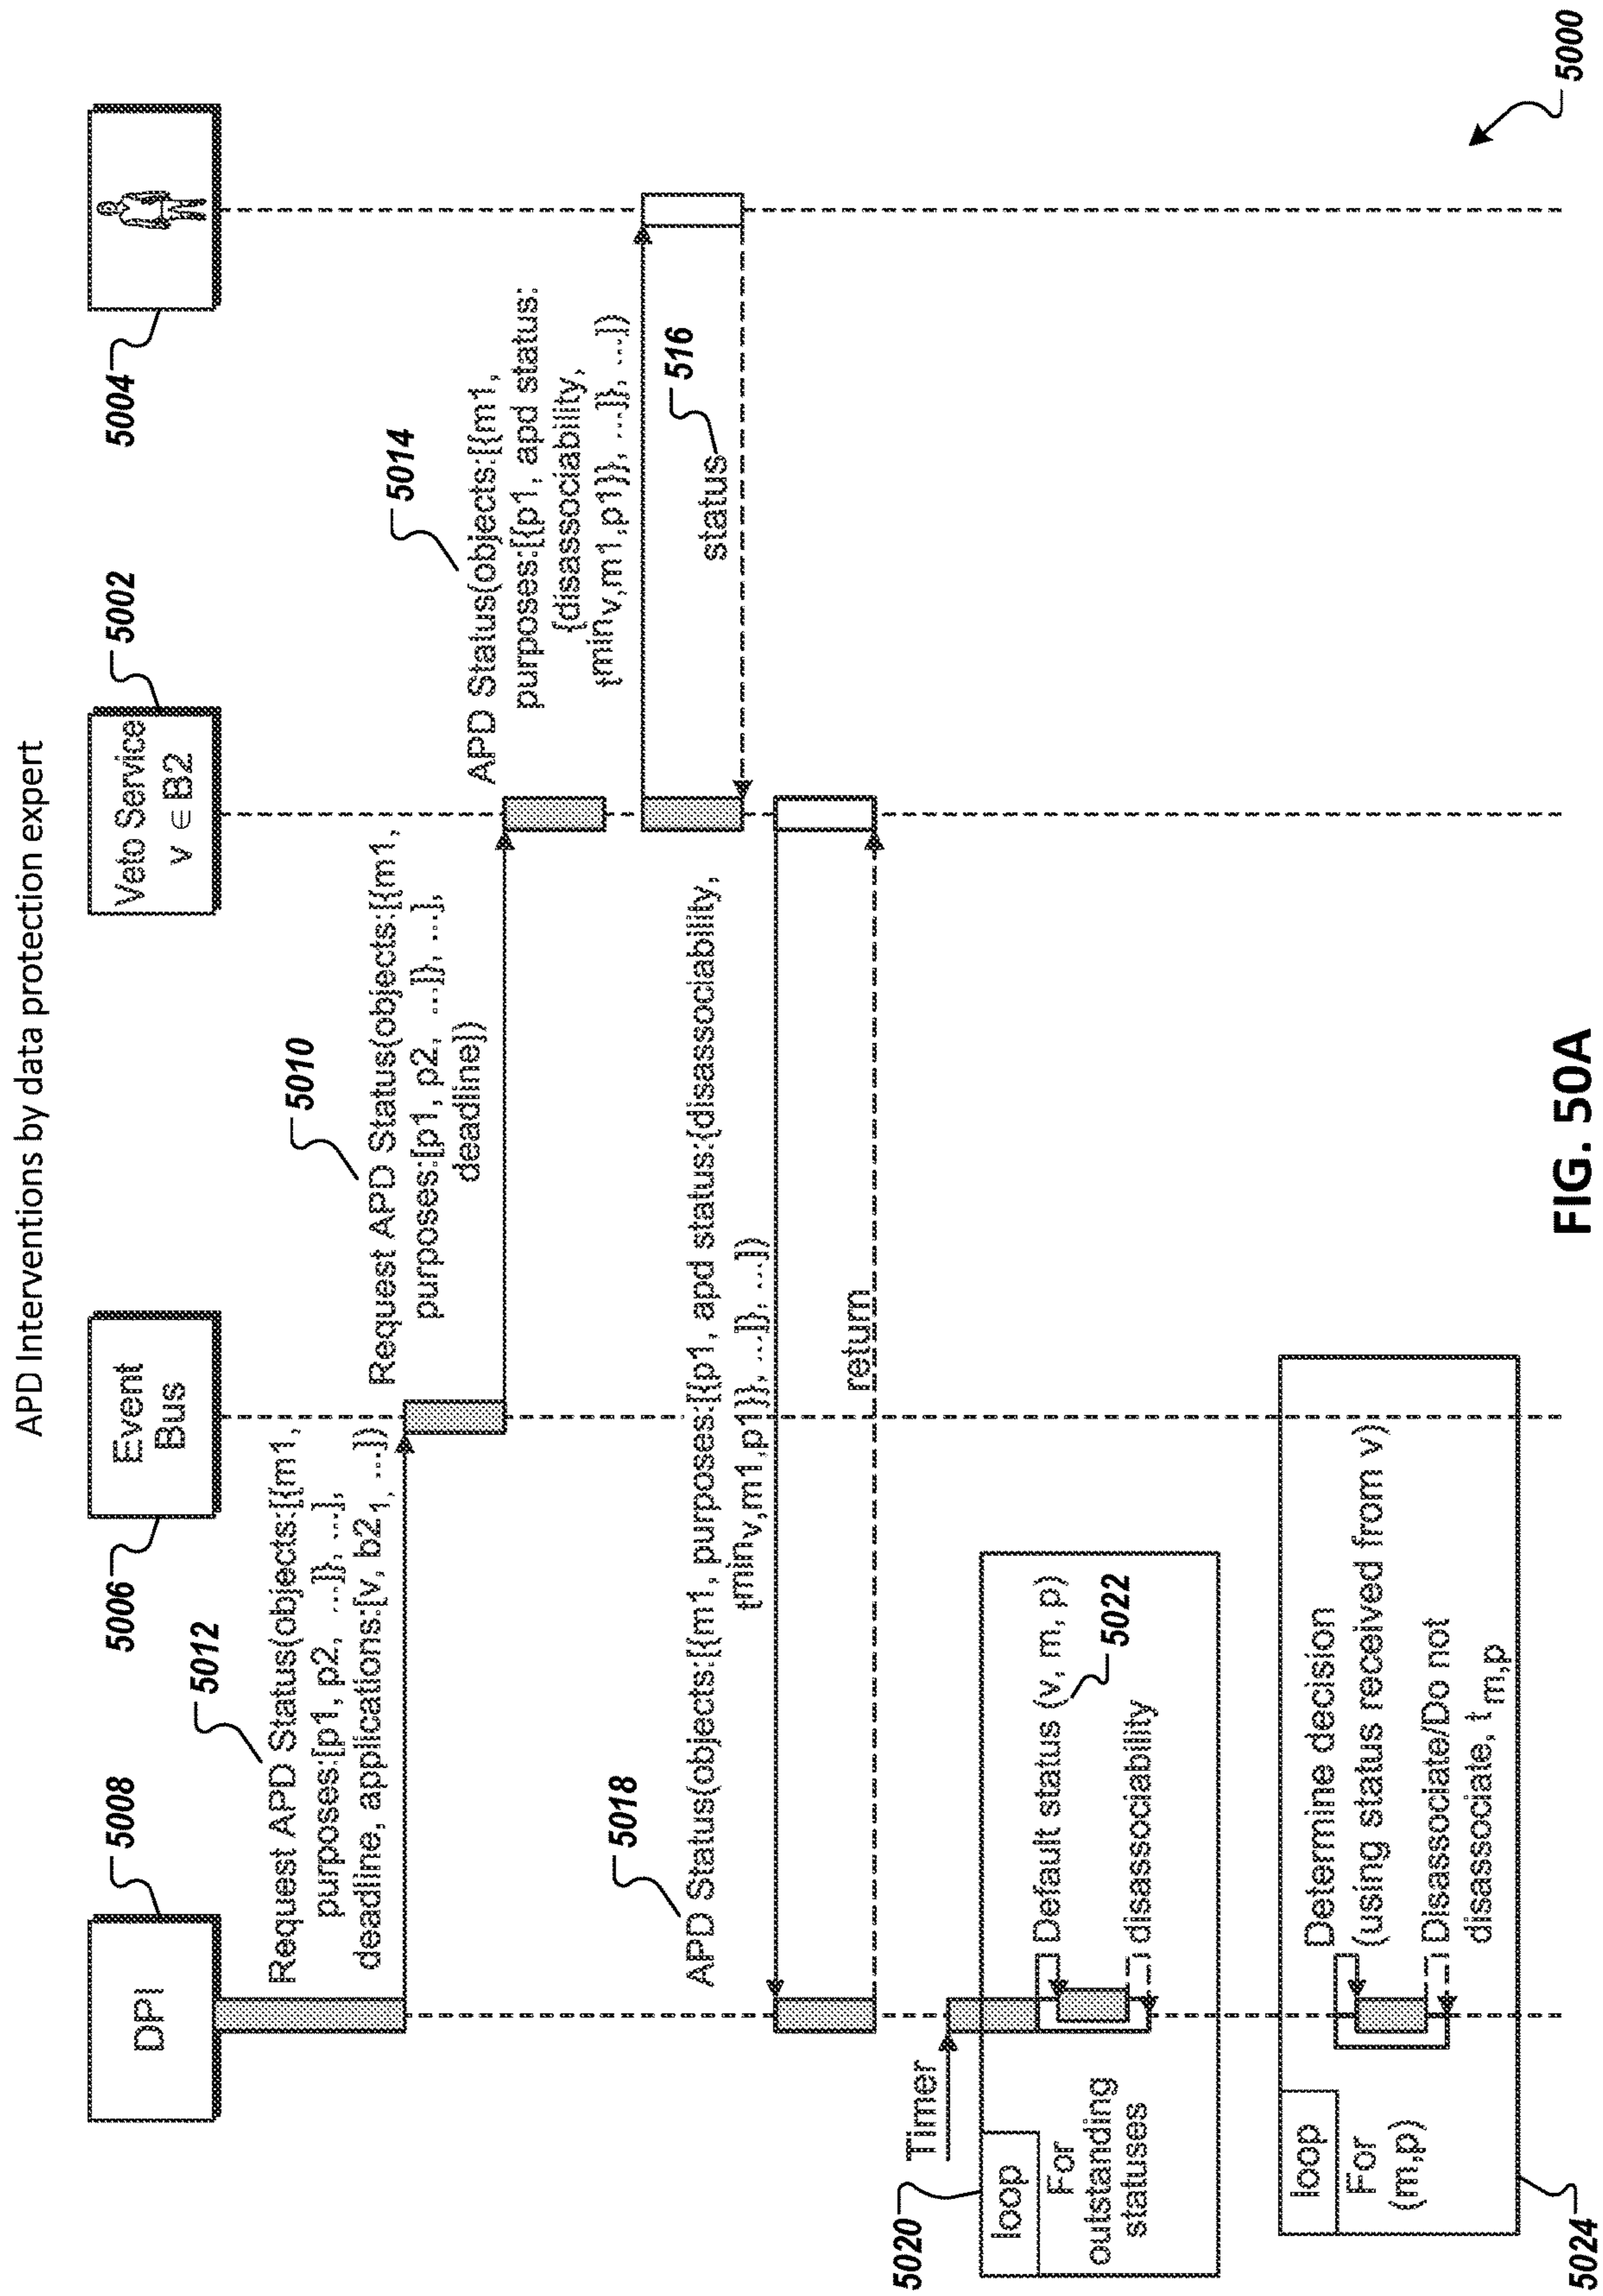 APD Interventions by data protection expert
5008
DPI
5006
Event
Bus
5002
Veto Service
v ∈ B2
5004
5012
Request APD Status(objects:[{m1,
purposes:[p1, p2, ...]}, ...],
deadline, applications:[v, b2₁, ...])
5010
Request APD Status(objects:[{m1,
purposes:[p1, p2, ...]}, ...],
deadline])
5014
APD Status(objects:[{m1,
purposes:[{p1, apd status:
{disassociability,
tᵐⁱⁿv,m1,p1}}, ...]}, ...])
516
status
5018
APD Status(objects:[{m1, purposes:[{p1, apd status:{disassociability,
tᵐⁱⁿv,m1,p1}}, ...]}, ...])
return
Timer
5020
loop
For
outstanding
statuses
Default status (v, m, p)
5022
disassociability
loop
For
(m,p)
Determine decision
(using status received from v)
Disassociate/Do not
disassociate, t m,p
5024
5000
FIG. 50A